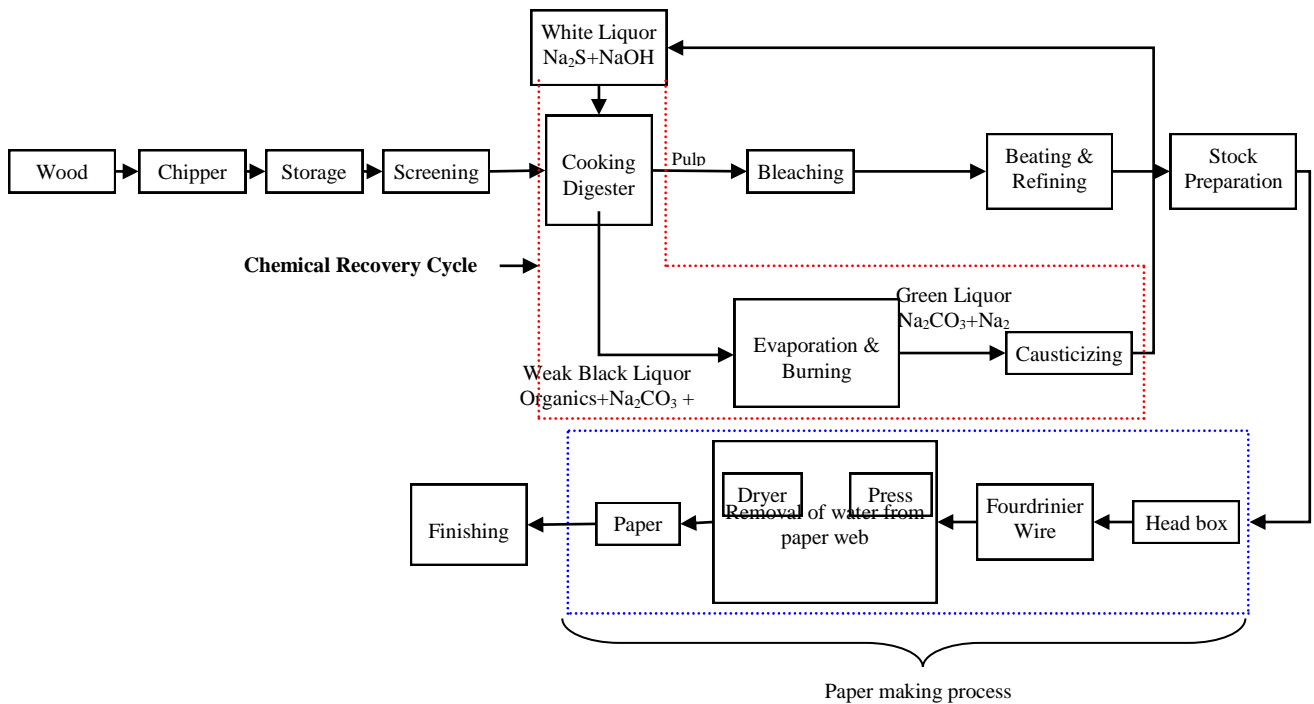 White Liquor
Na₂S+NaOH
Wood
Chipper
Storage
Screening
Cooking
Digester
Pulp
Bleaching
Beating &
Refining
Stock
Preparation
Chemical Recovery Cycle
Green Liquor
Na₂CO₃+Na₂
Evaporation &
Burning
Causticizing
Weak Black Liquor
Organics+Na₂CO₃ +
Finishing
Paper
Dryer
Press
Removal of water from
paper web
Fourdrinier
Wire
Head box
Paper making process